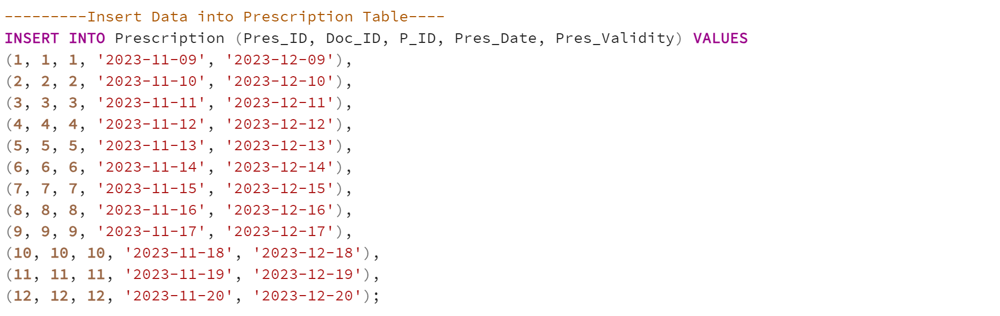 ---------Insert Data into Prescription Table----
INSERT INTO Prescription (Pres_ID, Doc_ID, P_ID, Pres_Date, Pres_Validity) VALUES
(1, 1, 1, '2023-11-09', '2023-12-09'),
(2, 2, 2, '2023-11-10', '2023-12-10'),
(3, 3, 3, '2023-11-11', '2023-12-11'),
(4, 4, 4, '2023-11-12', '2023-12-12'),
(5, 5, 5, '2023-11-13', '2023-12-13'),
(6, 6, 6, '2023-11-14', '2023-12-14'),
(7, 7, 7, '2023-11-15', '2023-12-15'),
(8, 8, 8, '2023-11-16', '2023-12-16'),
(9, 9, 9, '2023-11-17', '2023-12-17'),
(10, 10, 10, '2023-11-18', '2023-12-18'),
(11, 11, 11, '2023-11-19', '2023-12-19'),
(12, 12, 12, '2023-11-20', '2023-12-20');